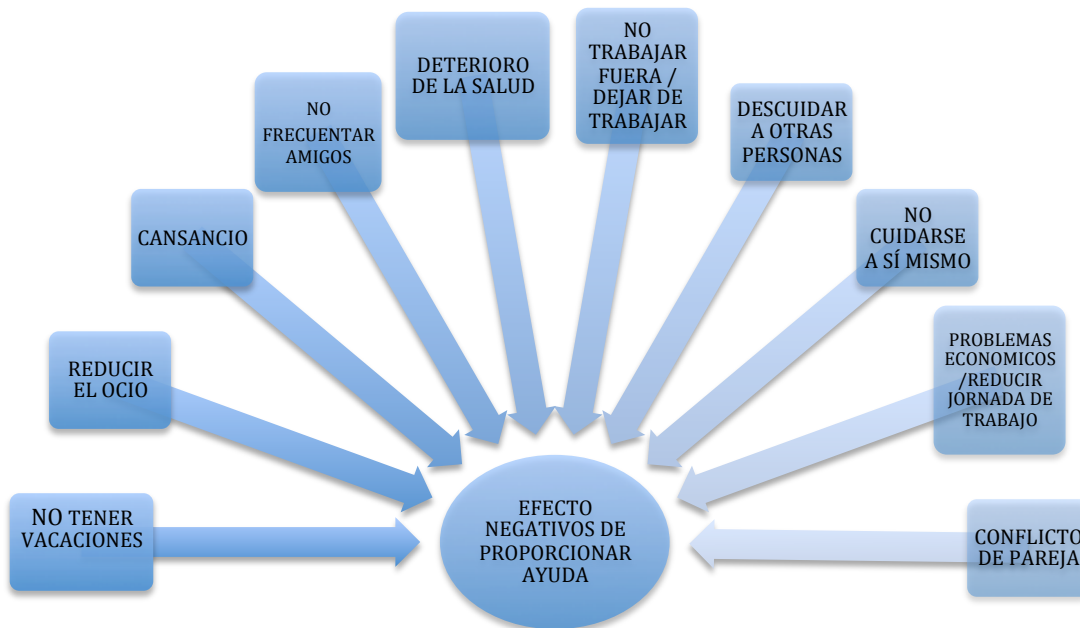 NO TENER
VACACIONES
REDUCIR
EL OCIO
CANSANCIO
NO
FRECUENTAR
AMIGOS
DETERIORO
DE LA SALUD
NO
TRABAJAR
FUERA /
DEJAR DE
TRABAJAR
DESCUIDAR
A OTRAS
PERSONAS
NO
CUIDARSE
A SÍ MISMO
PROBLEMAS
ECONOMICOS
/REDUCIR
JORNADA DE
TRABAJO
CONFLICTO
DE PAREJA
EFECTO
NEGATIVOS DE
PROPORCIONAR
AYUDA